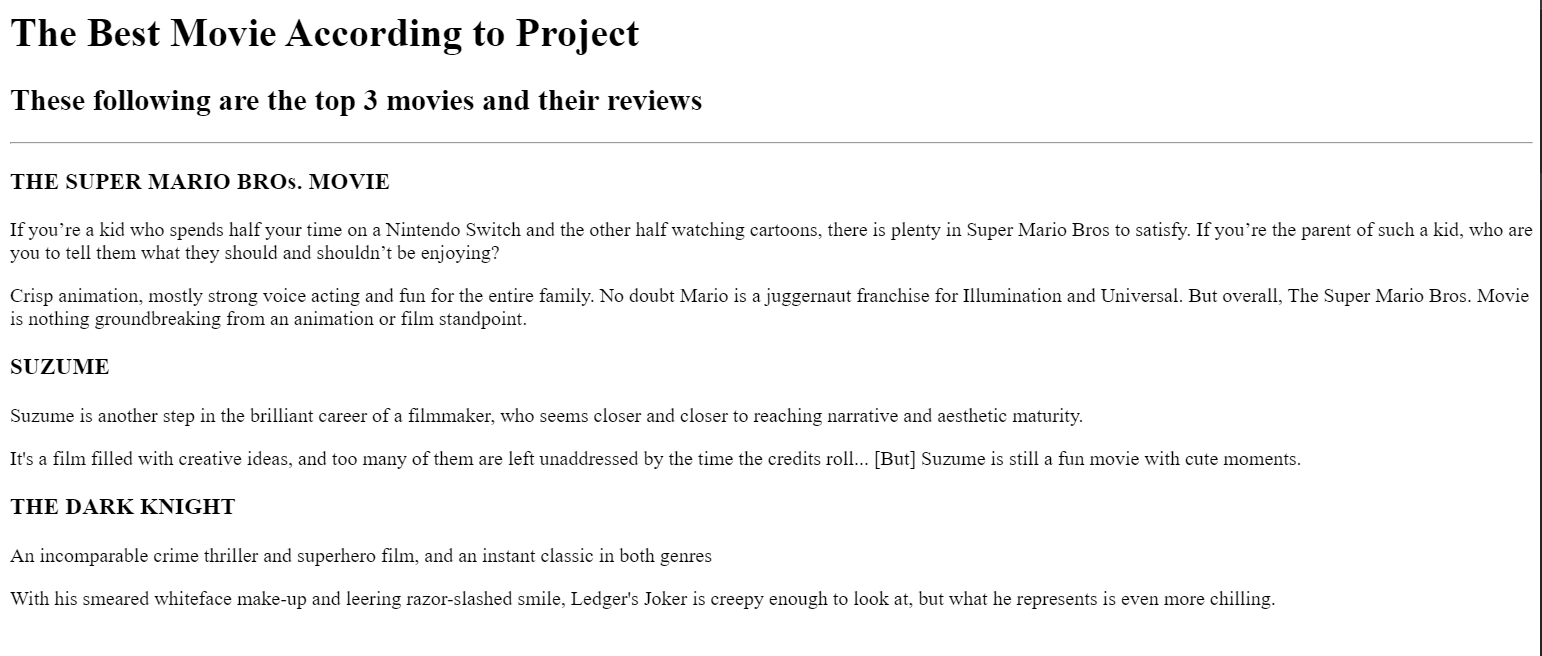 The Best Movie According to Project
These following are the top 3 movies and their reviews
THE SUPER MARIO BROs. MOVIE
If you’re a kid who spends half your time on a Nintendo Switch and the other half watching cartoons, there is plenty in Super Mario Bros to satisfy. If you’re the parent of such a kid, who are
you to tell them what they should and shouldn’t be enjoying?
Crisp animation, mostly strong voice acting and fun for the entire family. No doubt Mario is a juggernaut franchise for Illumination and Universal. But overall, The Super Mario Bros. Movie
is nothing groundbreaking from an animation or film standpoint.
SUZUME
Suzume is another step in the brilliant career of a filmmaker, who seems closer and closer to reaching narrative and aesthetic maturity.
It's a film filled with creative ideas, and too many of them are left unaddressed by the time the credits roll... [But] Suzume is still a fun movie with cute moments.
THE DARK KNIGHT
An incomparable crime thriller and superhero film, and an instant classic in both genres
With his smeared whiteface make-up and leering razor-slashed smile, Ledger's Joker is creepy enough to look at, but what he represents is even more chilling.